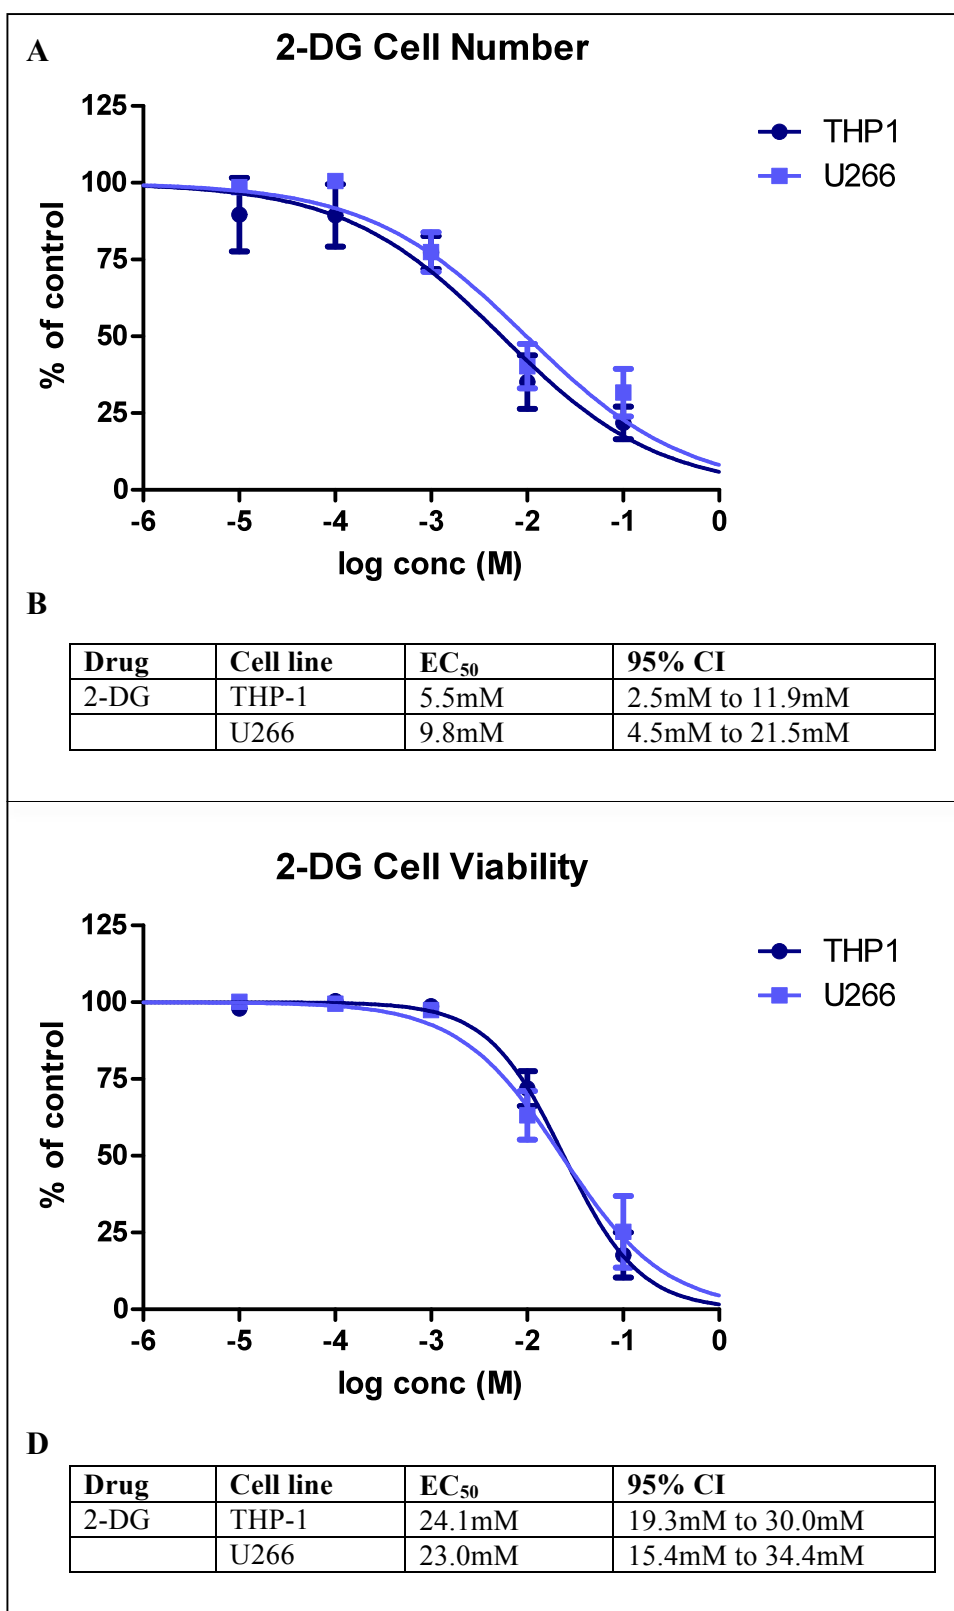 A
2-DG Cell Number
125
100
75
50
25
0
% of control
-6 -5 -4 -3 -2 -1 0
log conc (M)
THP1
U266
B
Drug Cell line EC₅₀ 95% CI
2-DG THP-1 5.5mM 2.5mM to 11.9mM
U266 9.8mM 4.5mM to 21.5mM
2-DG Cell Viability
125
100
75
50
25
0
% of control
-6 -5 -4 -3 -2 -1 0
log conc (M)
THP1
U266
D
Drug Cell line EC₅₀ 95% CI
2-DG THP-1 24.1mM 19.3mM to 30.0mM
U266 23.0mM 15.4mM to 34.4mM